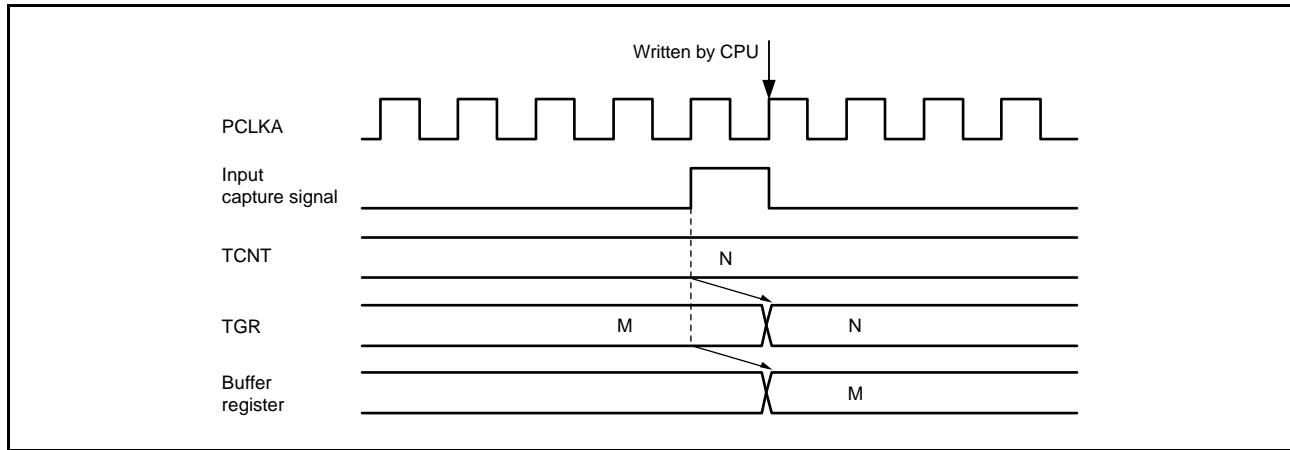 Written by CPU
PCLKA
Input
capture signal
TCNT
N
TGR
M
N
Buffer
register
M